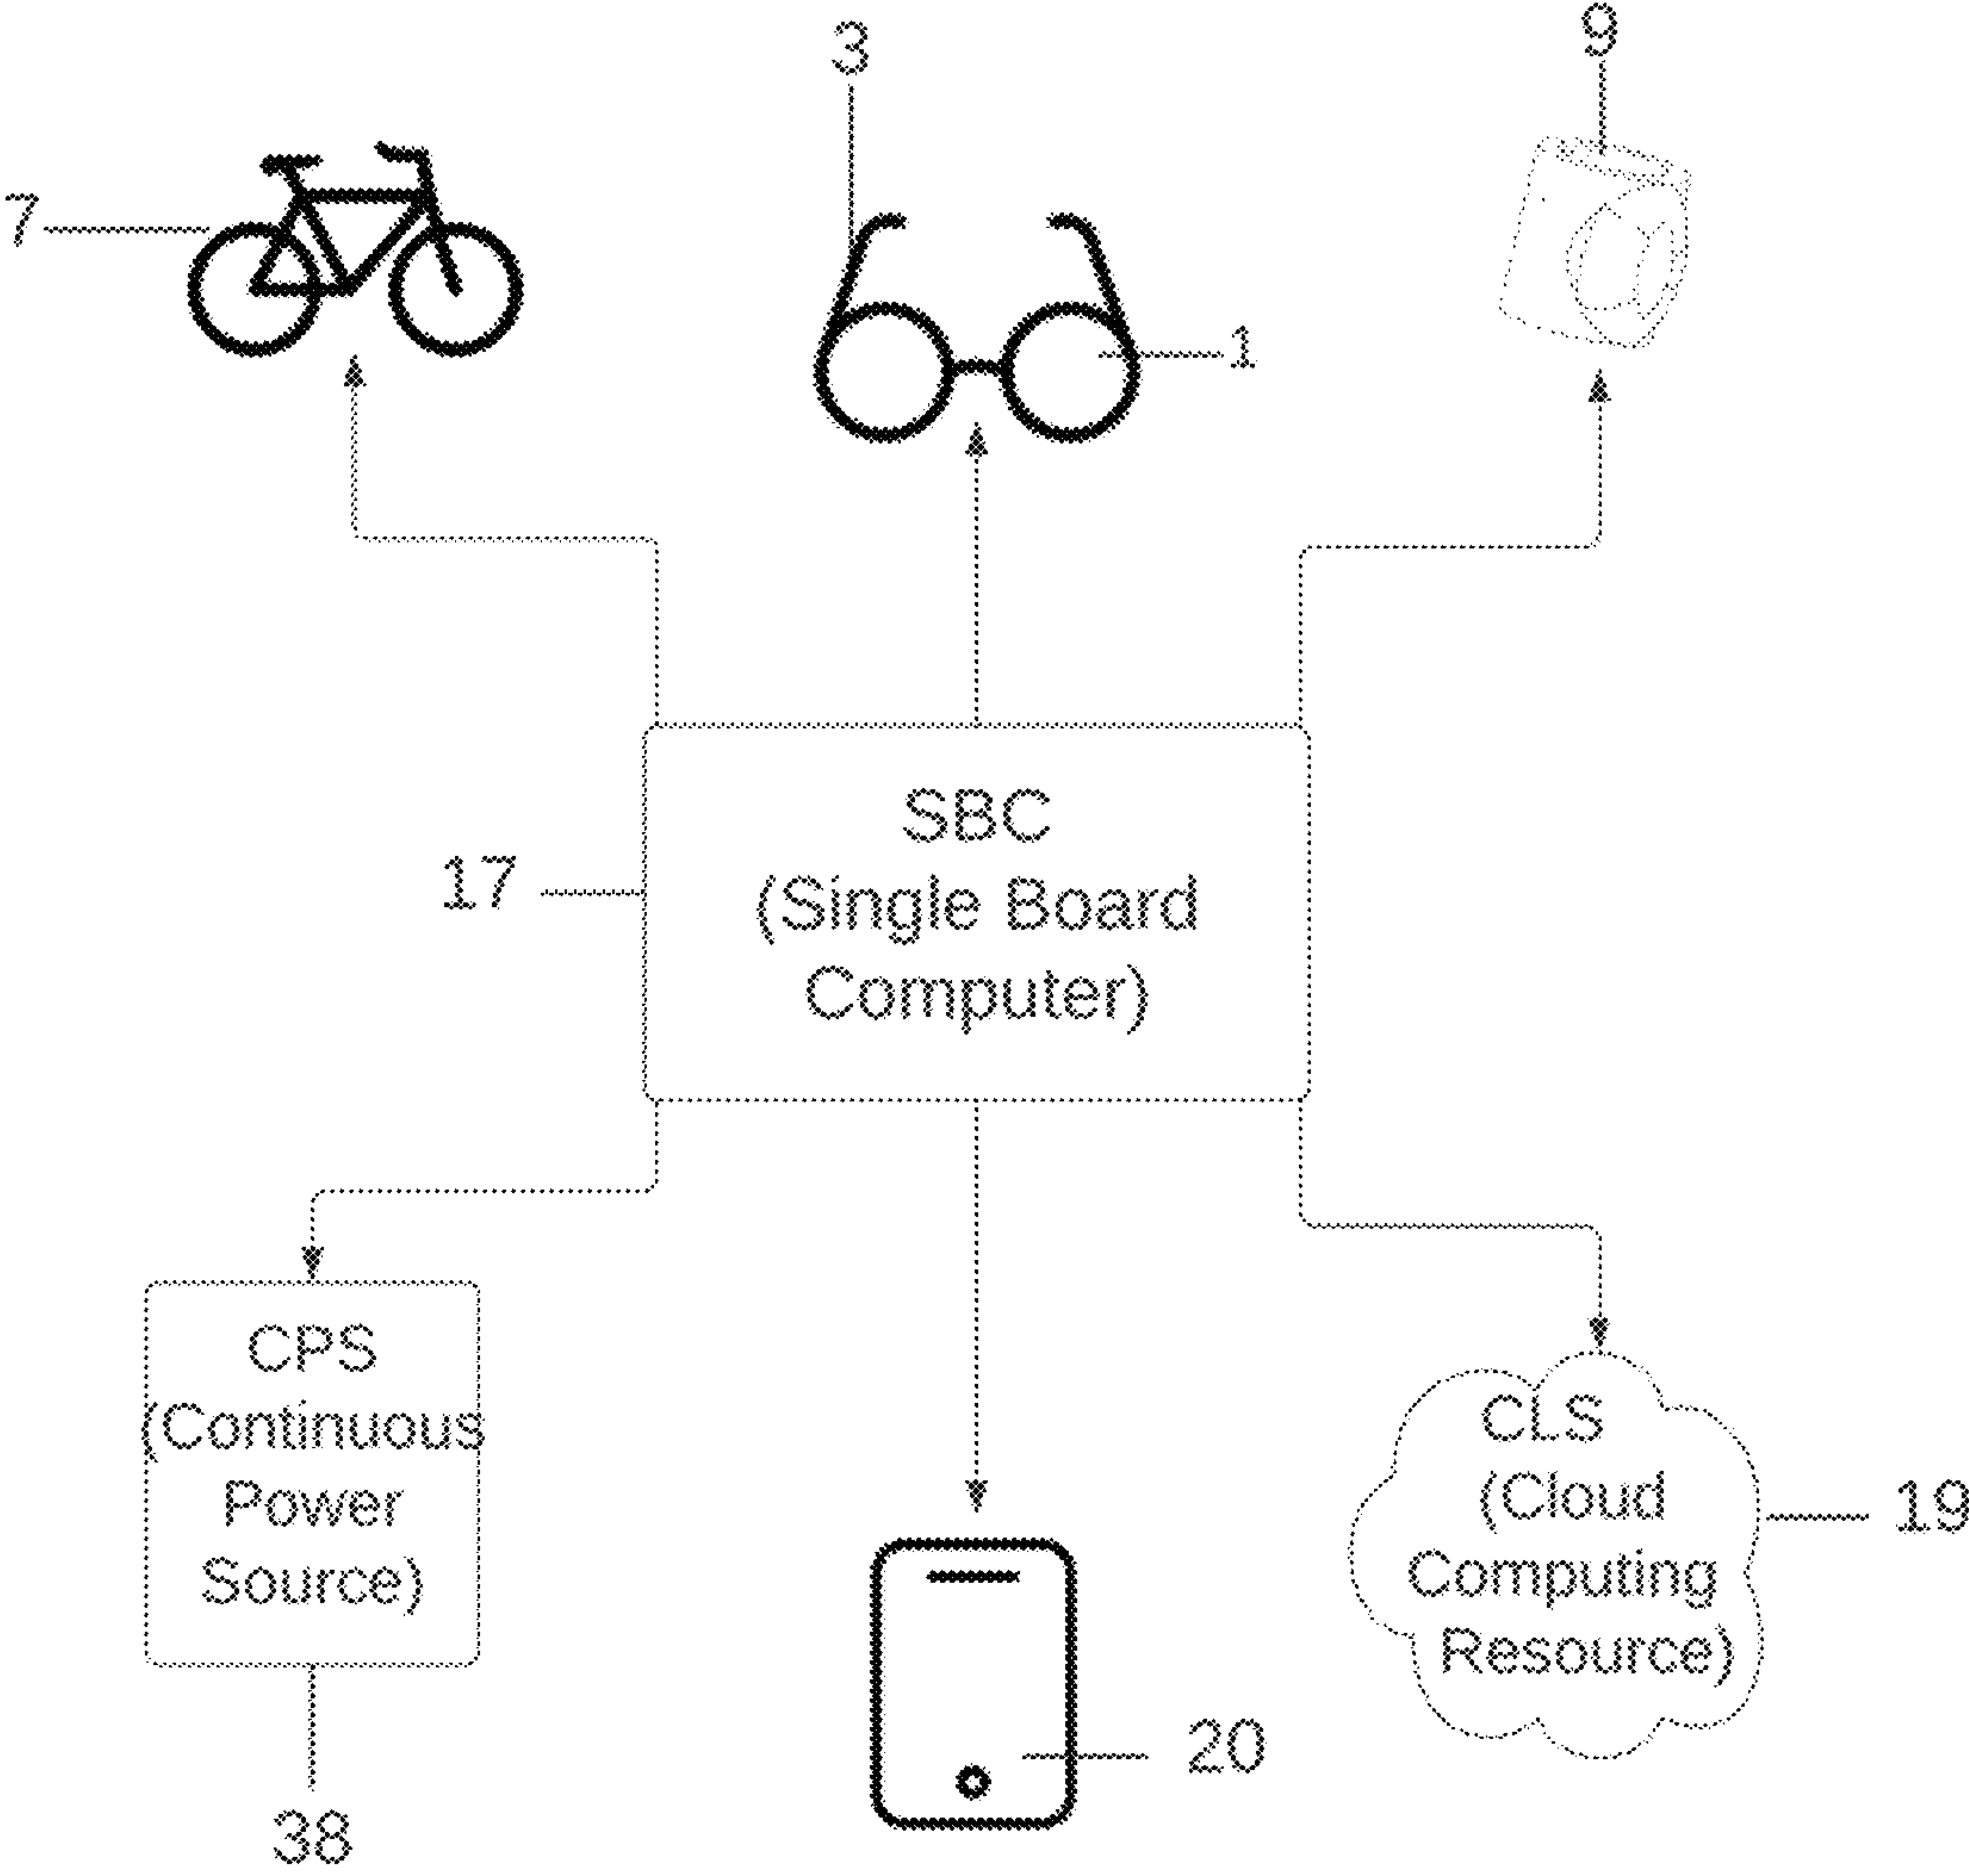 3
9
7
1
SBC
(Single Board
Computer)
17
CPS
(Continuous
Power
Source)
CLS
(Cloud
Computing
Resource)
19
20
38